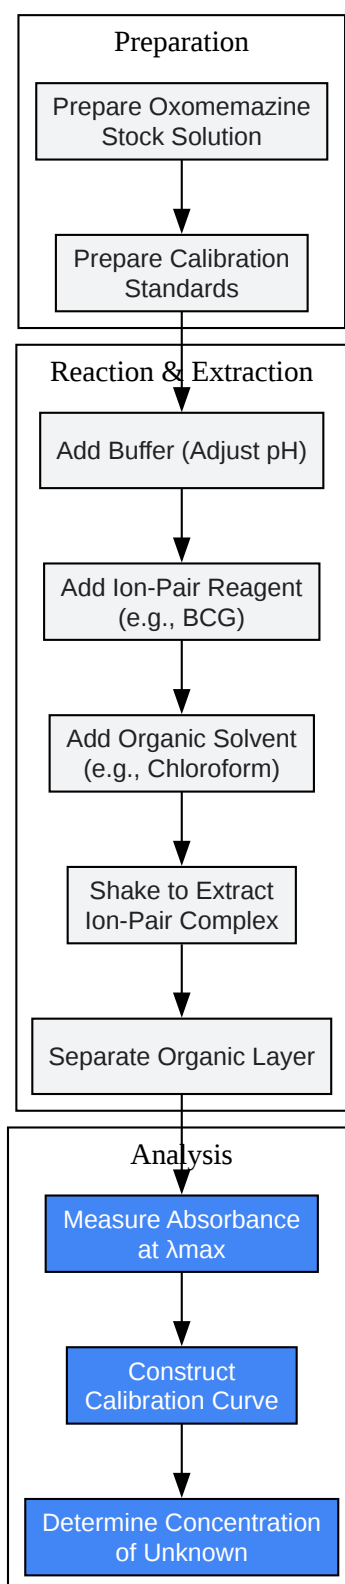 Preparation
Prepare Oxomemazine
Stock Solution
Prepare Calibration
Standards
Reaction & Extraction
Add Buffer (Adjust pH)
Add Ion-Pair Reagent
(e.g., BCG)
Add Organic Solvent
(e.g., Chloroform)
Shake to Extract
Ion-Pair Complex
Separate Organic Layer
Analysis
Measure Absorbance
at λmax
Construct
Calibration Curve
Determine Concentration
of Unknown